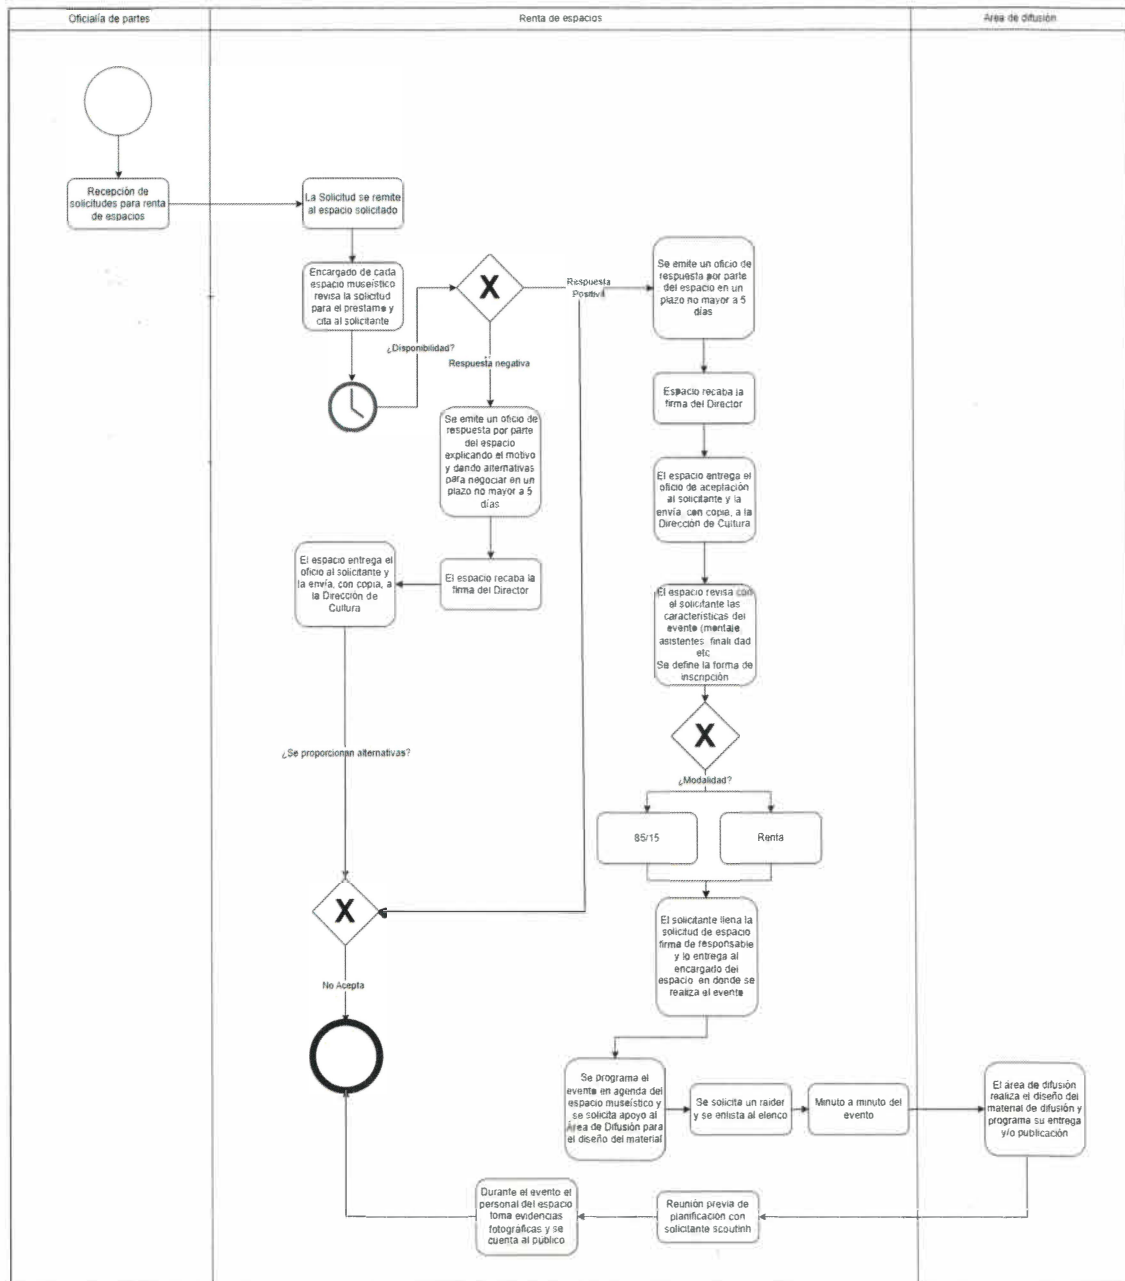 Oficialía de partes
Renta de espacios
Area de difusión
Recepción de
solicitudes para renta
de espacios
La Solicitud se remite
al espacio solicitado
Encargado de cada
espacio museístico
revisa la solicitud
para el prestamo y
cita al solicitante
¿Disponibilidad?
X
Respuesta
Positiva
Respuesta negativa
Se emite un oficio de
respuesta por parte
del espacio en un
plazo no mayor a 5
días
Espacio recaba la
firma del Director
Se emite un oficio de
respuesta por parte
del espacio
explicando el motivo
y dando alternativas
para negociar en un
plazo no mayor a 5
días
El espacio entrega el
oficio de aceptación
al solicitante y la
envía, con copia, a la
Dirección de Cultura
El espacio entrega el
oficio al solicitante y
la envía, con copia, a
la Dirección de
Cultura
El espacio recaba la
firma del Director
El espacio revisa con
el solicitante las
características del
evento (montaje
asistentes, finalidad
etc
Se define la forma de
inscripción
X
¿Se proporcionan alternativas?
¿Modalidad?
85/15
Renta
X
El solicitante llena la
solicitud de espacio
firma de responsable
y lo entrega al
encargado del
espacio en donde se
realiza el evento
No Acepta
Se programa el
evento en agenda del
espacio museístico y
se solicita apoyo al
Área de Difusión para
el diseño del material
Se solicita un raider
y se enlista al elenco
Minuto a minuto del
evento
El área de difusión
realiza el diseño del
material de difusión y
programa su entrega
y/o publicación
Durante el evento el
personal del espacio
toma evidencias
fotográficas y se
cuenta al público
Reunión previa de
planificación con
solicitante scoutinh